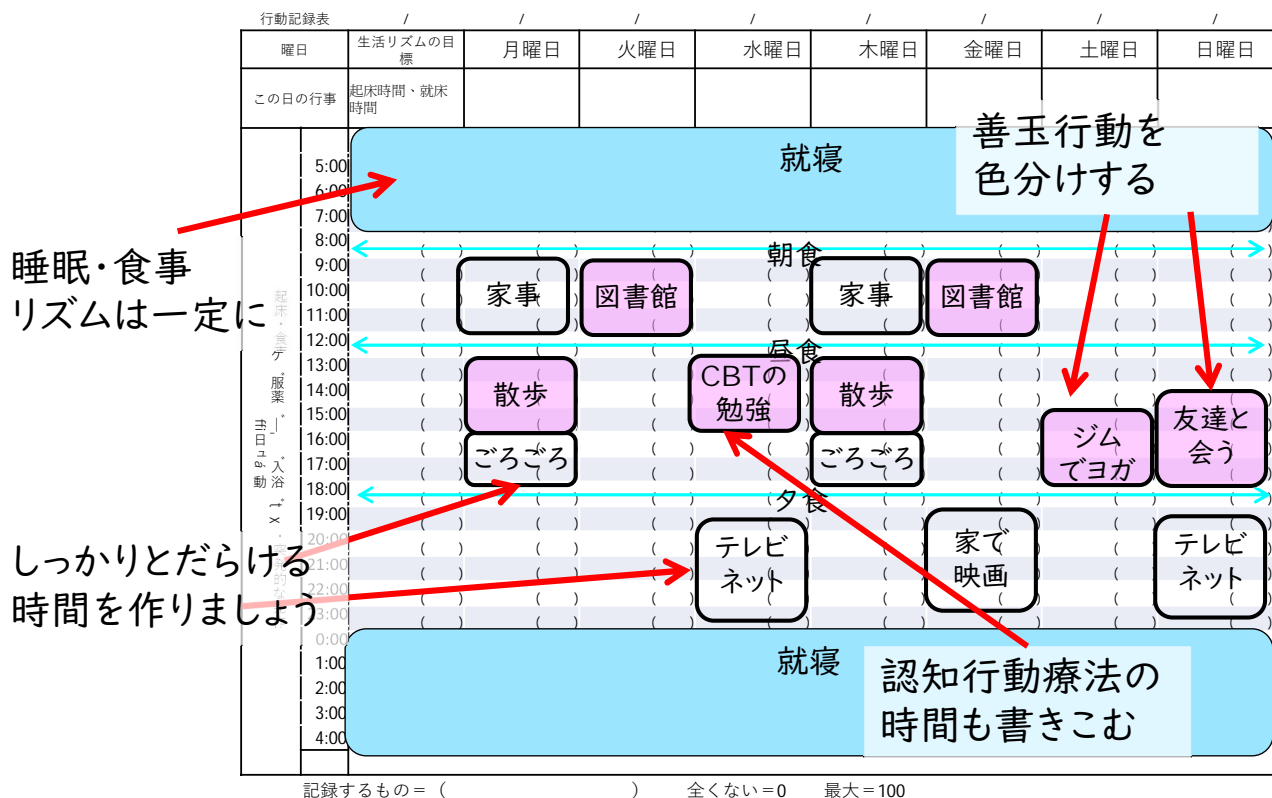 行動記録表 / / / / / / / /
曜日 生活リズムの目標 月曜日 火曜日 水曜日 木曜日 金曜日 土曜日 日曜日
この日の行事 起床時間、就床時間
善玉行動を
色分けする
就寝
5:00
6:00
7:00
睡眠・食事
リズムは一定に
8:00
朝食
9:00
家事 図書館 家事 図書館
10:00
11:00
12:00
昼食
13:00
散歩 CBTの 散歩
勉強
14:00
15:00
ジム 友達と
でヨガ 会う
16:00
ごろごろ ごろごろ
17:00
18:00
夕食
19:00
しっかりとだらける
時間を作りましょう
20:00
テレビ 家で テレビ
ネット 映画 ネット
21:00
22:00
23:00
0:00
就寝
1:00
2:00
3:00
4:00
認知行動療法の
時間も書きこむ
記録するもの=( ) 全くない=0 最大=100